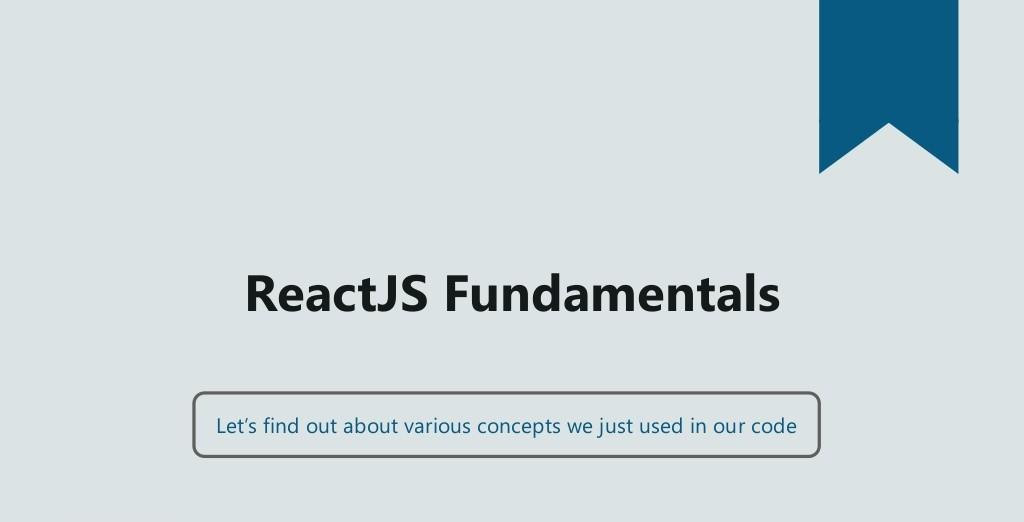 ReactJS Fundamentals
Let’s find out about various concepts we just used in our code